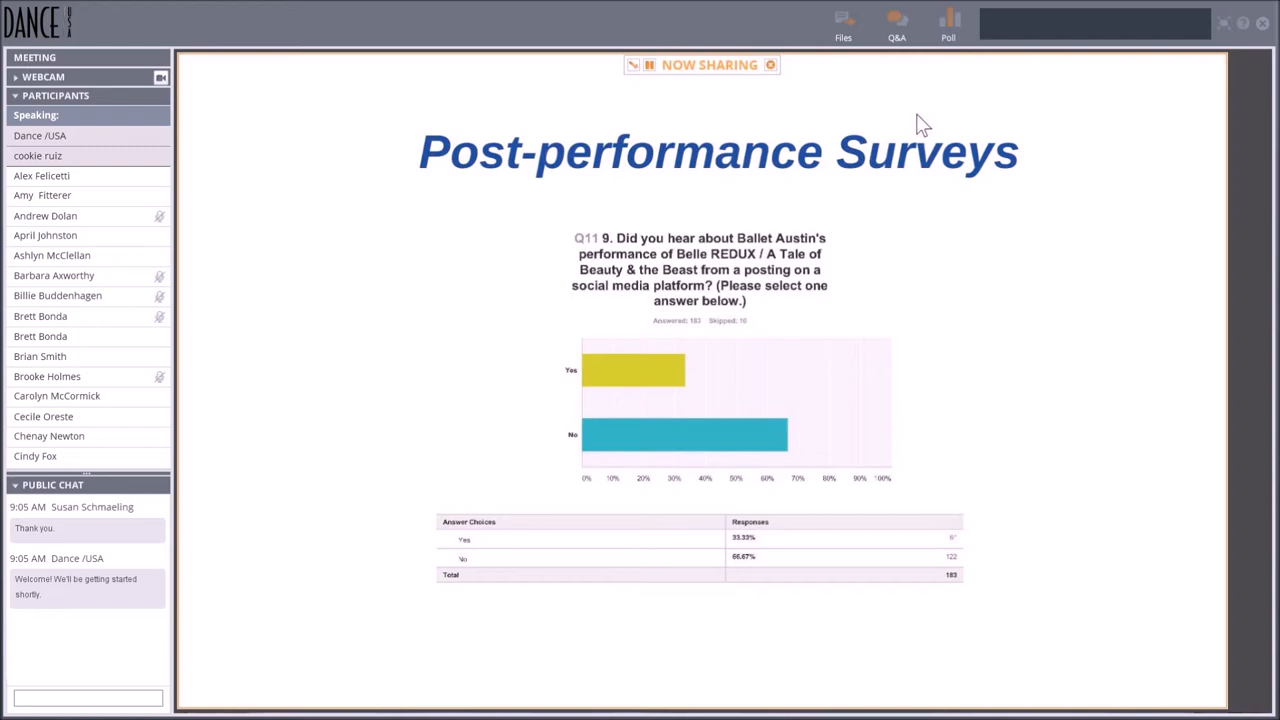 DANCE USA
Files
Q&A
Poll
MEETING
WEBCAM
PARTICIPANTS
Speaking:
Dance /USA
cookie ruiz
Alex Felicetti
Amy Fitterer
Andrew Dolan
April Johnston
Ashlyn McClellan
Barbara Axworthy
Billie Buddenhagen
Brett Bonda
Brett Bonda
Brian Smith
Brooke Holmes
Carolyn McCormick
Cecile Oreste
Chenay Newton
Cindy Fox
PUBLIC CHAT
9:05 AM Susan Schmaeling
Thank you.
9:05 AM Dance /USA
Welcome! We'll be getting started
shortly.
NOW SHARING
Post-performance Surveys
Q11 9. Did you hear about Ballet Austin's
performance of Belle REDUX / A Tale of
Beauty & the Beast from a posting on a
social media platform? (Please select one
answer below.)
Answered: 183 Skipped: 10
Yes
No
0% 10% 20% 30% 40% 50% 60% 70% 80% 90% 100%
Answer Choices Responses
Yes 33.33%
No 66.67% 122
Total 183